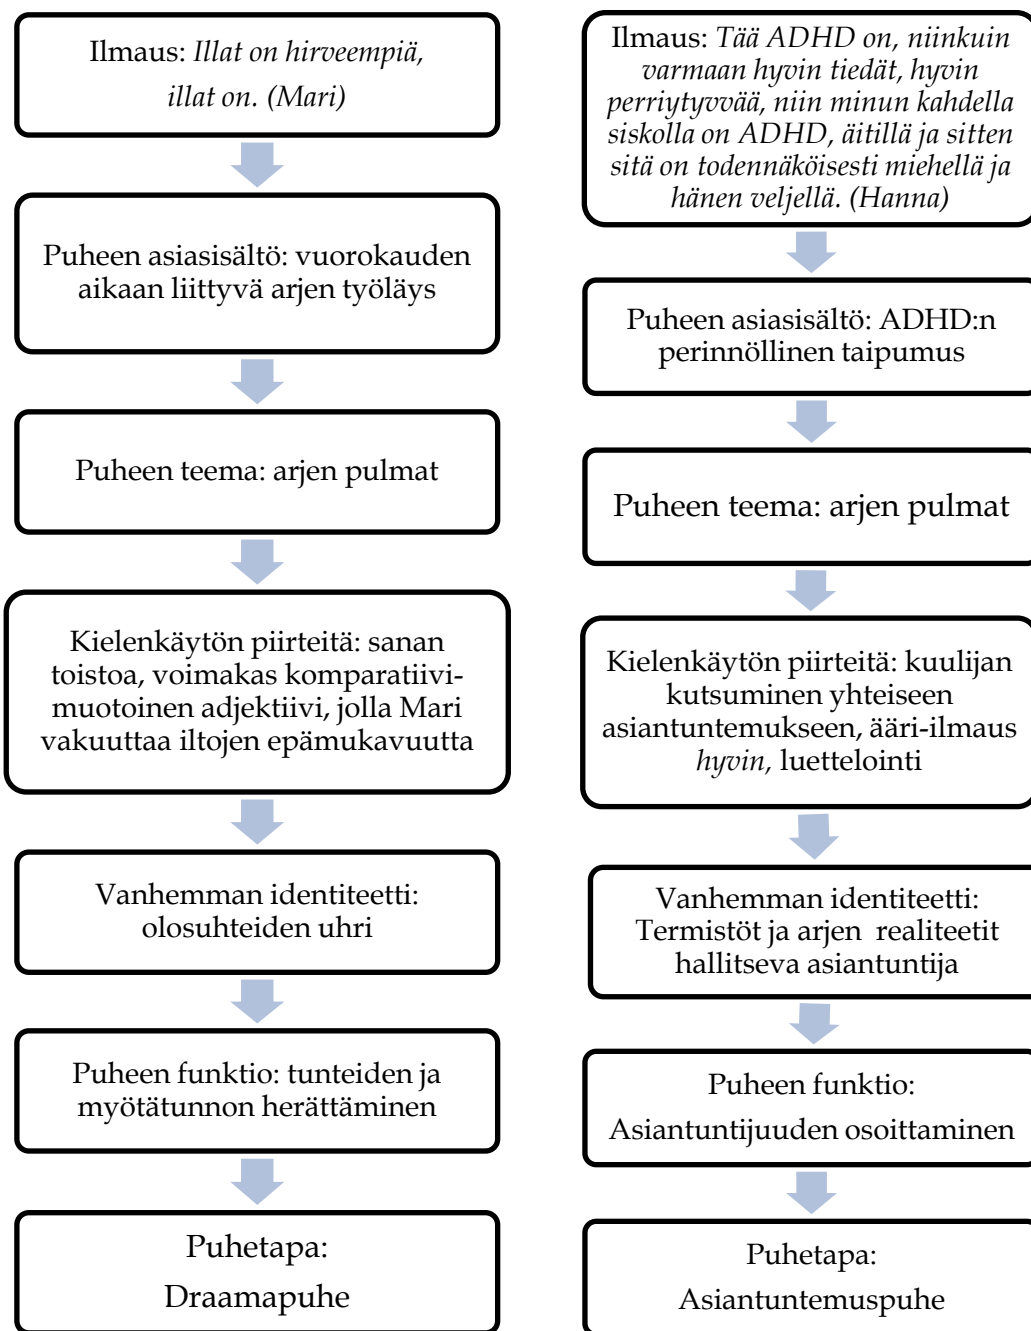 Ilmaus: Illat on hirveempiä,
illat on. (Mari)
Puheen asiasisältö: vuorokauden
aikaan liittyvä arjen työläys
Puheen teema: arjen pulmat
Kielenkäytön piirteitä: sanan
toistoa, voimakas komparatiivi-
muotoinen adjektiivi, jolla Mari
vakuuttaa iltojen epämukavuutta
Vanhemman identiteetti:
olosuhteiden uhri
Puheen funktio: tunteiden ja
myötätunnon herättäminen
Puhetapa:
Draamapuhe
Ilmaus: Tää ADHD on, niinkuin
varmaan hyvin tiedät, hyvin
perriytyvvää, niin minun kahdella
siskolla on ADHD, äitillä ja sitten
sitä on todennäköisesti miehellä ja
hänen veljellä. (Hanna)
Puheen asiasisältö: ADHD:n
perinnöllinen taipumus
Puheen teema: arjen pulmat
Kielenkäytön piirteitä: kuulijan
kutsuminen yhteiseen
asiantuntemukseen, ääri-ilmaus
hyvin, luettelointi
Vanhemman identiteetti:
Termistöt ja arjen realiteetit
hallitseva asiantuntija
Puheen funktio:
Asiantuntijuuden osoittaminen
Puhetapa:
Asiantuntemuspuhe